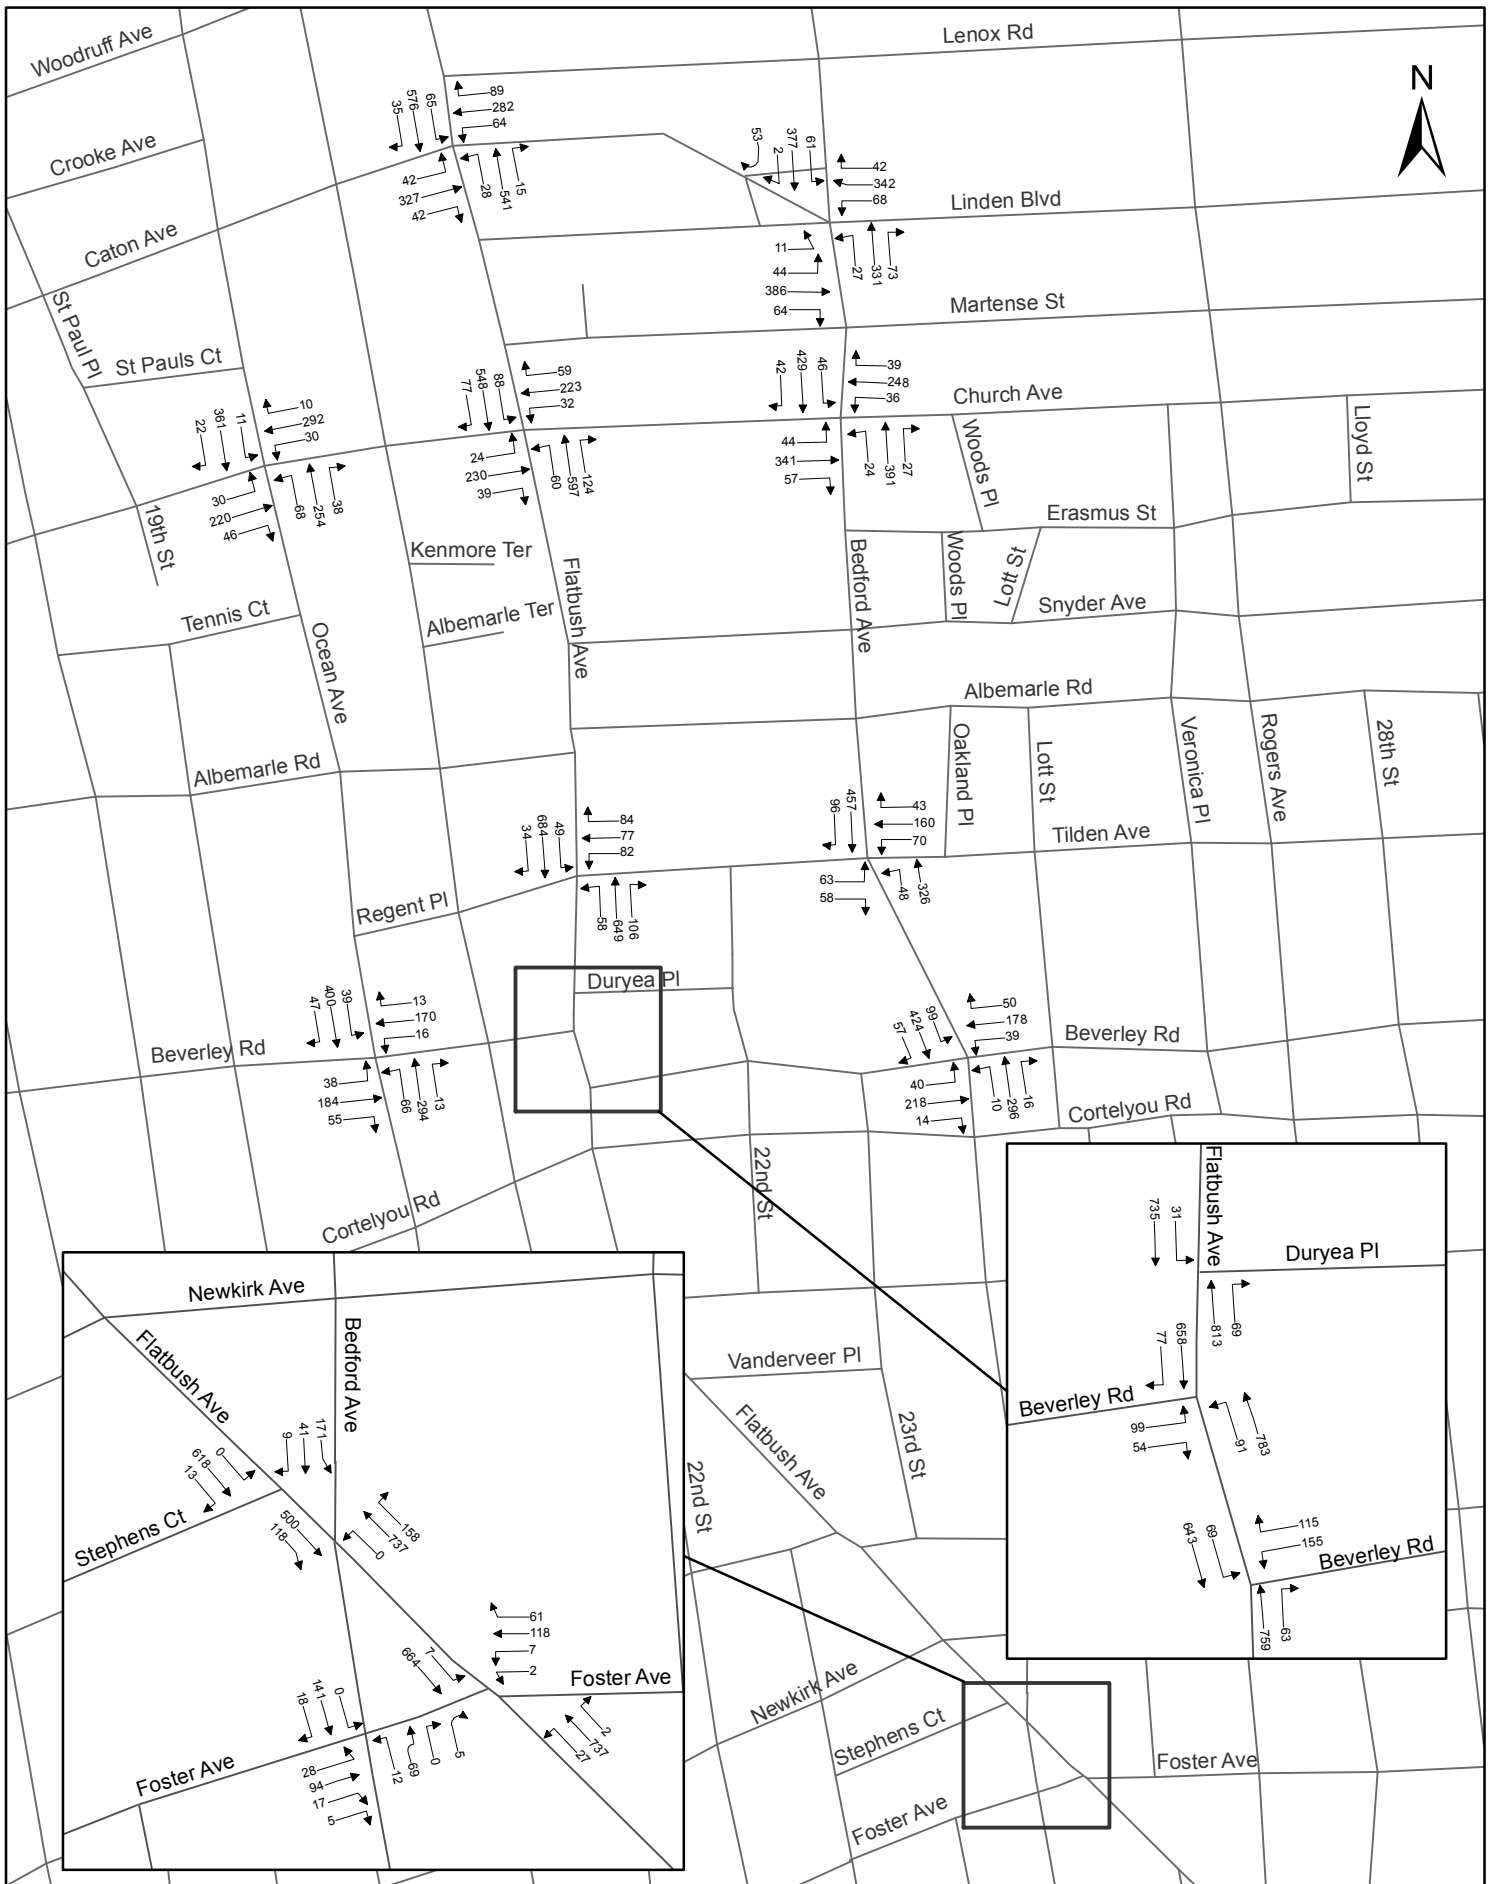 Lenox Rd
Woodruff Ave
N
89
282
64
35
576
65
Crooke Ave
53
2
377
61
42
342
68
42
327
42
28
541
15
Linden Blvd
Caton Ave
11
44
386
64
27
331
73
St Paul Pl
Martense St
St Pauls Ct
59
223
32
77
548
88
42
429
46
39
248
36
Church Ave
22
361
11
10
292
30
Lloyd St
Woods Pl
24
230
39
60
597
124
44
341
57
24
391
27
30
220
46
68
254
38
19th St
Erasmus St
Kenmore Ter
Flatbush Ave
Bedford Ave
Woods Pl
Lott St
Snyder Ave
Tennis Ct
Albemarle Ter
Ocean Ave
Albemarle Rd
Oakland Pl
Lott St
Veronica Pl
Rogers Ave
28th St
Albemarle Rd
34
684
49
84
77
82
96
457
43
160
70
Tilden Ave
63
58
48
326
Regent Pl
58
649
106
Duryea Pl
47
400
39
13
170
16
57
424
99
50
178
39
Beverley Rd
Beverley Rd
38
184
55
66
294
13
40
218
14
10
296
16
Cortelyou Rd
22nd St
Cortelyou Rd
Flatbush Ave
735
31
Duryea Pl
813
69
77
658
Beverley Rd
99
54
91
783
643
69
115
155
Beverley Rd
759
63
Newkirk Ave
Bedford Ave
Flatbush Ave
Vanderveer Pl
Flatbush Ave
23rd St
22nd St
9
41
171
13
618
0
Stephens Ct
500
118
158
737
0
61
118
7
2
664
7
Foster Ave
18
141
0
2
737
27
Foster Ave
28
94
17
5
12
69
0
5
Newkirk Ave
Stephens Ct
Foster Ave
Foster Ave